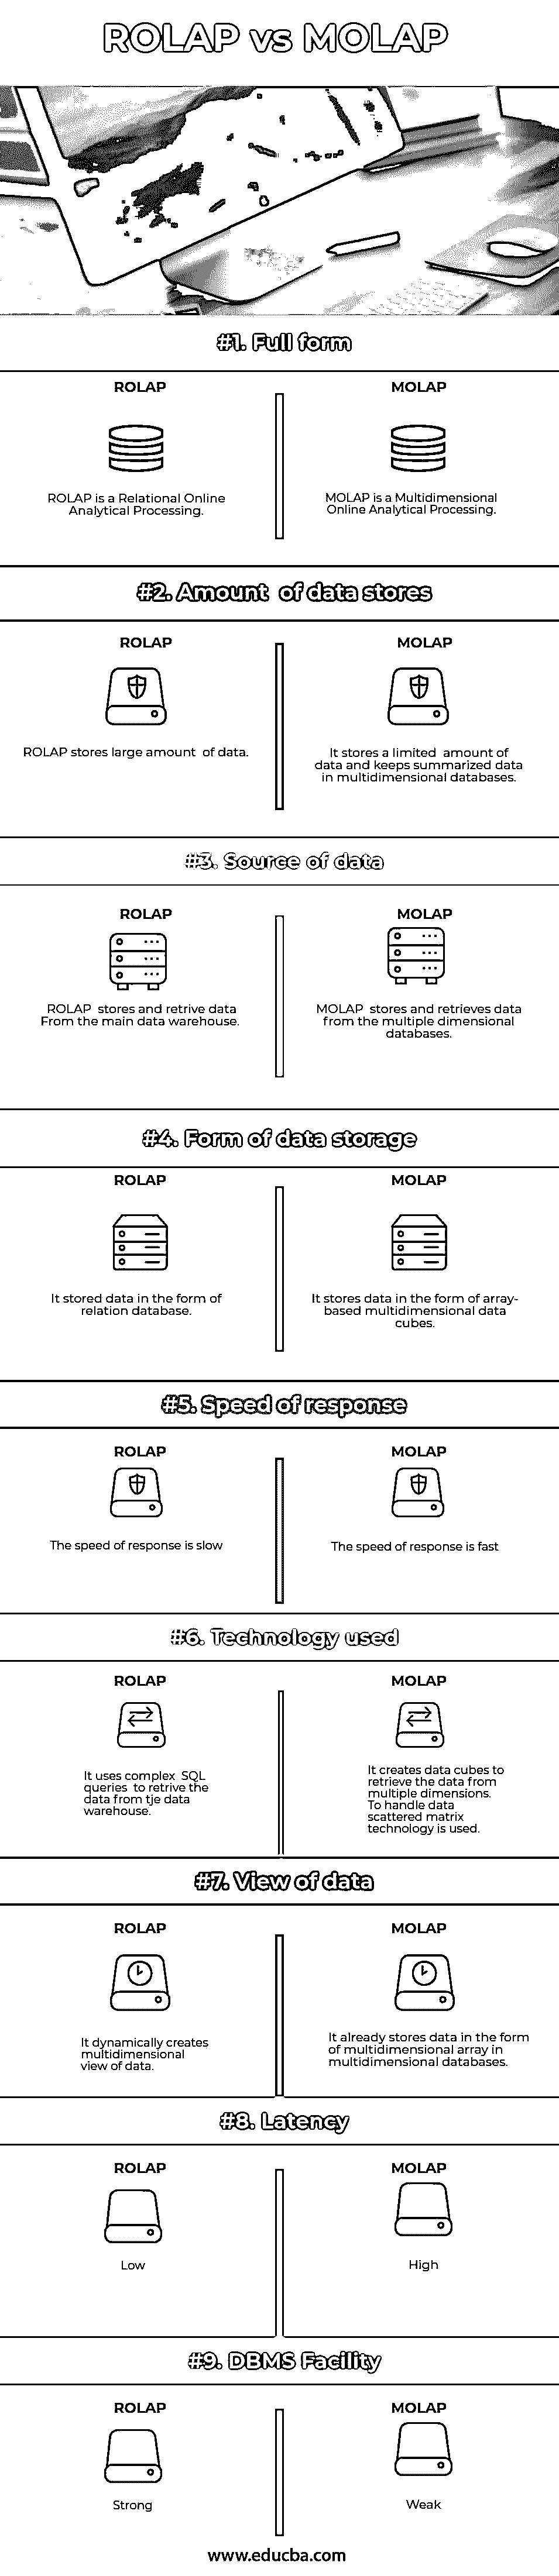 ROLAP vs MOLAP
#1. Full form
ROLAP
MOLAP
ROLAP is a Relational Online
Analytical Processing.
MOLAP is a Multidimensional
Online Analytical Processing.
#2. Amount of data stores
ROLAP
MOLAP
ROLAP stores large amount of data.
It stores a limited amount of
data and keeps summarized data
in multidimensional databases.
#3. Source of data
ROLAP
MOLAP
ROLAP stores and retrive data
From the main data warehouse.
MOLAP stores and retrieves data
from the multiple dimensional
databases.
#4. Form of data storage
ROLAP
MOLAP
It stored data in the form of
relation database.
It stores data in the form of array-
based multidimensional data
cubes.
#5. Speed of response
ROLAP
MOLAP
The speed of response is slow
The speed of response is fast
#6. Technology used
ROLAP
MOLAP
It uses complex SQL
queries to retrive the
data from tje data
warehouse.
It creates data cubes to
retrieve the data from
multiple dimensions.
To handle data
scattered matrix
technology is used.
#7. View of data
ROLAP
MOLAP
It dynamically creates
multidimensional
view of data.
It already stores data in the form
of multidimensional array in
multidimensional databases.
#8. Latency
ROLAP
MOLAP
Low
High
#9. DBMS Facility
ROLAP
MOLAP
Strong
Weak
www.educba.com